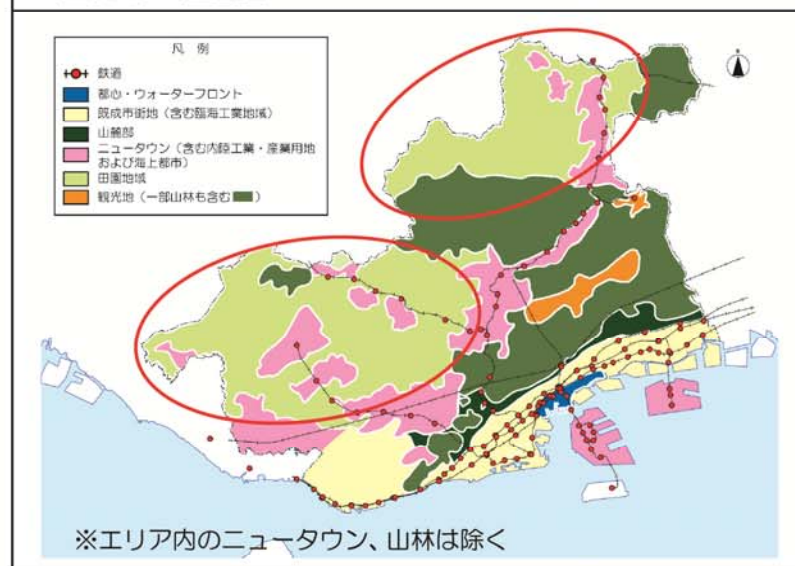 凡 例
鉄道
都心・ウォーターフロント
既成市街地(含む臨海工業地域)
山麓部
ニュータウン(含む内陸工業・産業用地
および海上都市)
田園地域
観光地(一部山林も含む )
※エリア内のニュータウン、山林は除く